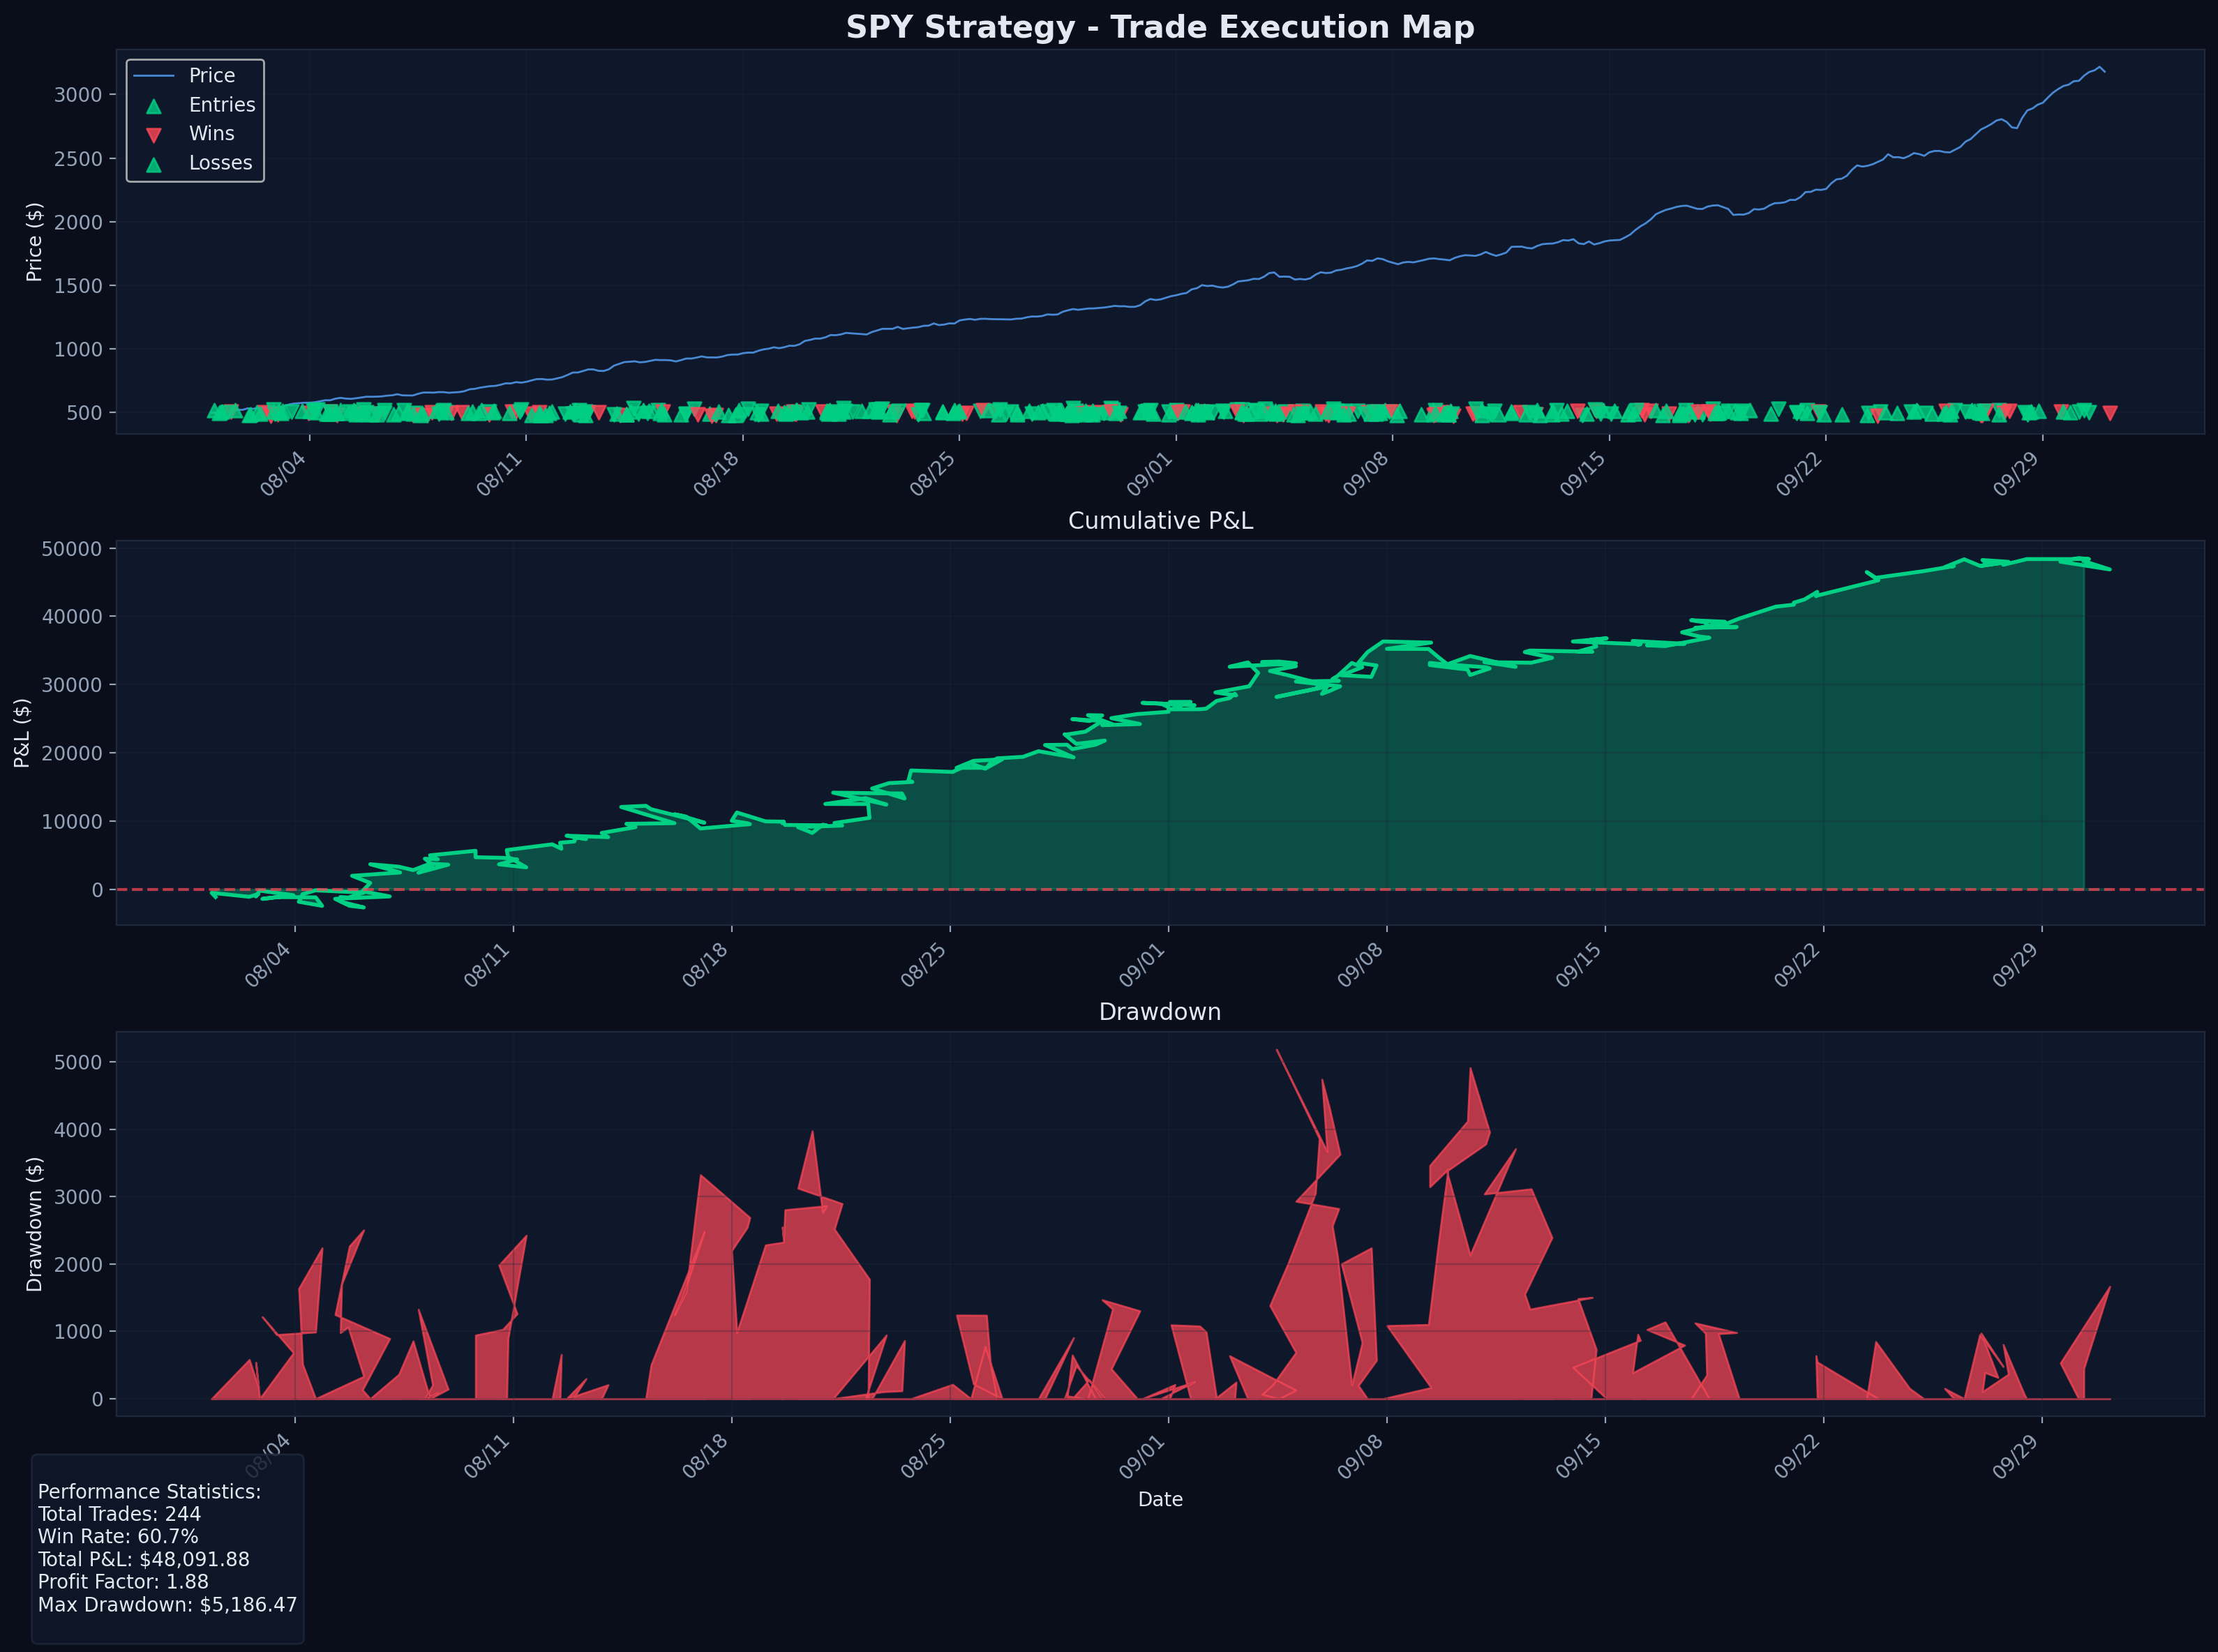 SPY Strategy - Trade Execution Map
Price
Entries
Wins
Losses
Price ($)
3000
2500
2000
1500
1000
500
08/04
08/11
08/18
08/25
09/01
09/08
09/15
09/22
09/29
Cumulative P&L
P&L ($)
50000
40000
30000
20000
10000
0
08/04
08/11
08/18
08/25
09/01
09/08
09/15
09/22
09/29
Drawdown
Drawdown ($)
5000
4000
3000
2000
1000
0
08/04
08/11
08/18
08/25
09/01
09/08
09/15
09/22
09/29
Date
Performance Statistics:
Total Trades: 244
Win Rate: 60.7%
Total P&L: $48,091.88
Profit Factor: 1.88
Max Drawdown: $5,186.47